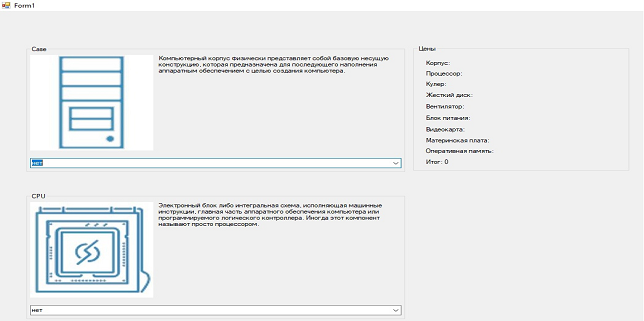 Form1
Case
Компьютерный корпус физически представляет собой базовую несущую
конструкцию, которая предназначена для последующего наполнения
аппаратным обеспечением с целью создания компьютера.
нет
Цены
Корпус:
Процессор:
Кулер:
Жесткий диск:
Вентилятор:
Блок питания:
Видеокарта:
Материнская плата:
Оперативная память:
Итог: 0
CPU
Электронный блок либо интегральная схема, исполняющая машинные
инструкции, главная часть аппаратного обеспечения компьютера или
программируемого логического контроллера. Иногда этот компонент
называют просто процессором.
нет